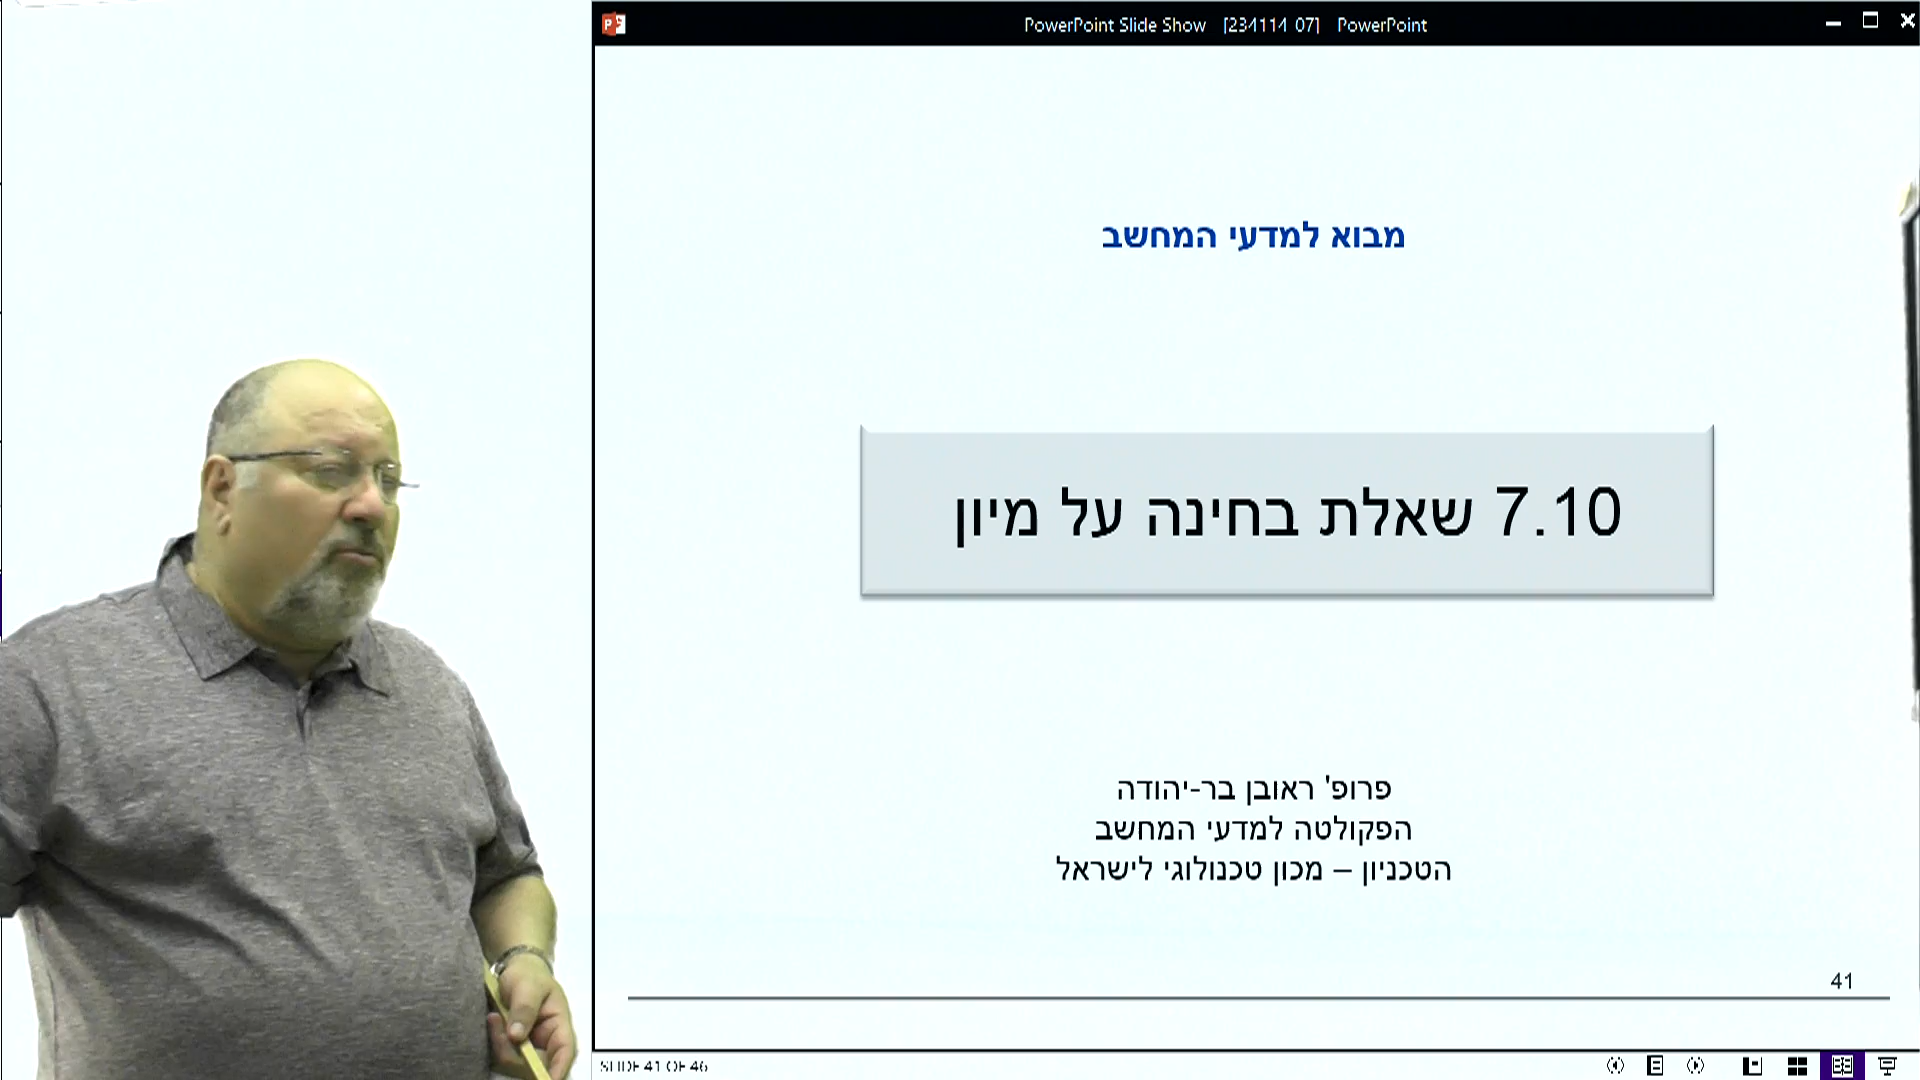 PowerPoint Slide Show [234114 07] PowerPoint
מבוא למדעי המחשב
7.10 שאלת בחינה על מיון
פרופ' ראובן בר-יהודה
הפקולטה למדעי המחשב
הטכניון – מכון טכנולוגי לישראל
41
SLIDE 41 OF 46